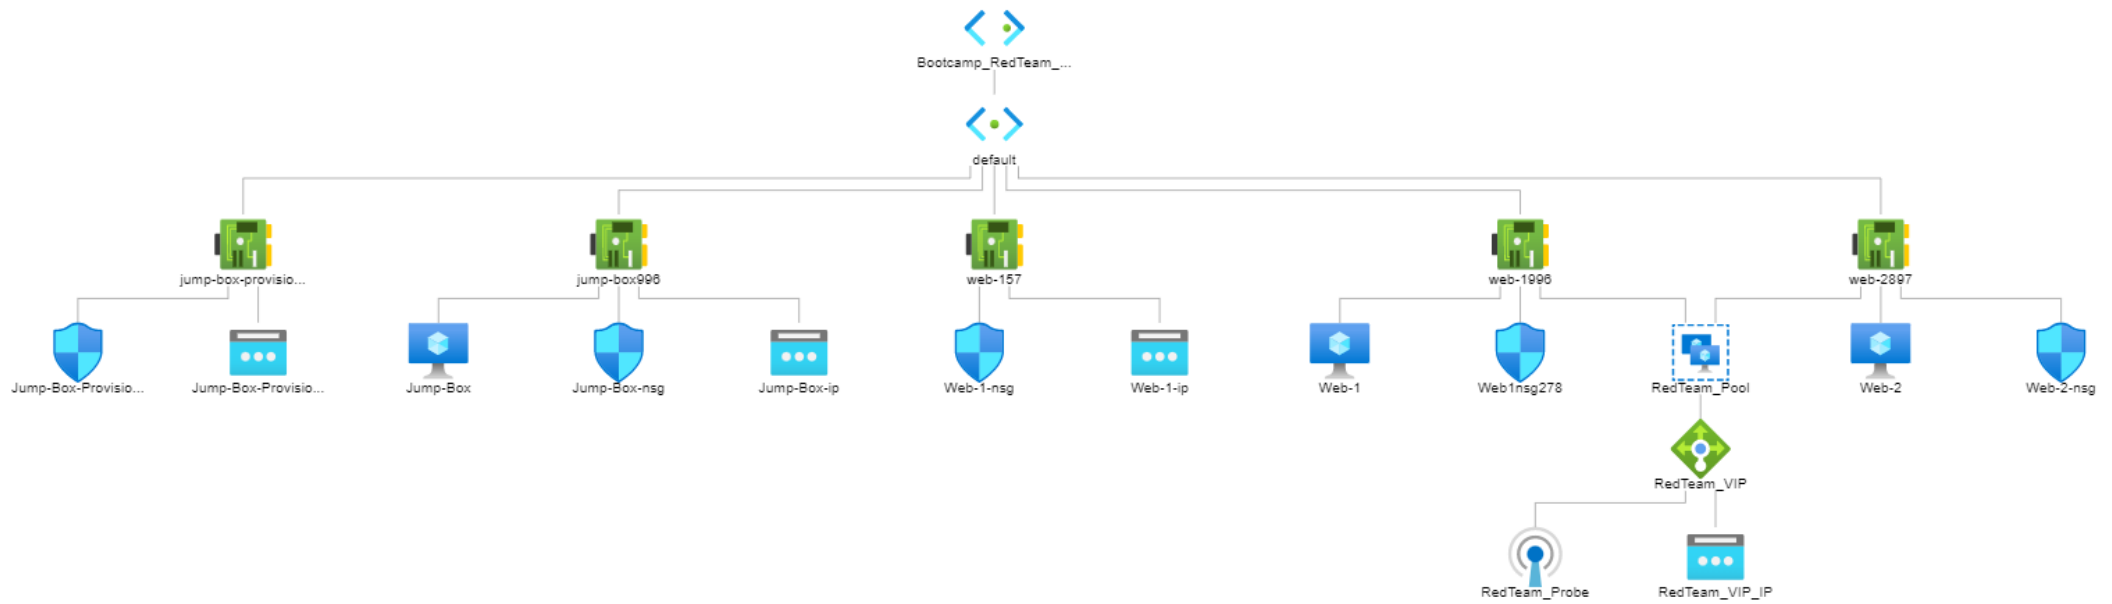 Bootcamp_RedTeam_...
default
jump-box-provisio...
jump-box996
web-157
web-1996
web-2897
Jump-Box-Provisio...
Jump-Box-Provisio...
Jump-Box
Jump-Box-nsg
Jump-Box-ip
Web-1-nsg
Web-1-ip
Web-1
Web1nsg278
RedTeam_Pool
Web-2
Web-2-nsg
RedTeam_VIP
RedTeam_Probe
RedTeam_VIP_IP